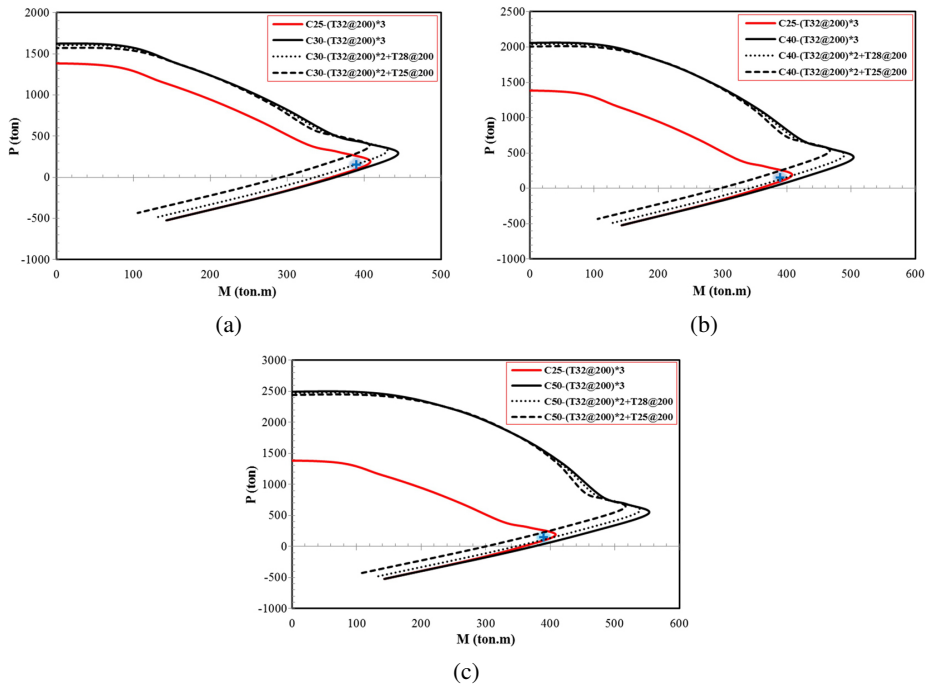 2000
1500
1000
500
0
-500
-1000
P (ton)
C25-(T32@200)*3
C30-(T32@200)*3
C30-(T32@200)*2+T28@200
C30-(T32@200)*2+T25@200
0 100 200 300 400 500
M (ton.m)
(a)
2500
2000
1500
1000
500
0
-500
-1000
P (ton)
C25-(T32@200)*3
C40-(T32@200)*3
C40-(T32@200)*2+T28@200
C40-(T32@200)*2+T25@200
0 100 200 300 400 500 600
M (ton.m)
(b)
3000
2500
2000
1500
1000
500
0
-500
-1000
P (ton)
C25-(T32@200)*3
C50-(T32@200)*3
C50-(T32@200)*2+T28@200
C50-(T32@200)*2+T25@200
0 100 200 300 400 500 600
M (ton.m)
(c)